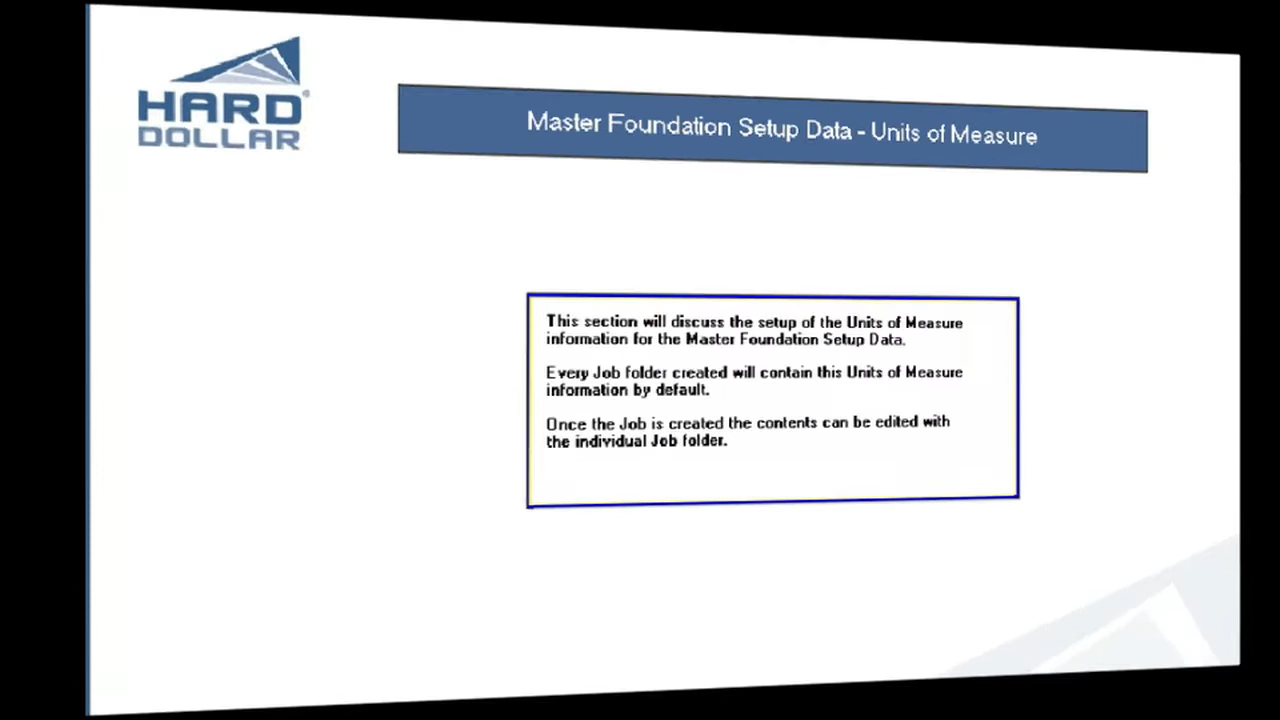 HARD
DOLLAR
Master Foundation Setup Data - Units of Measure
This section will discuss the setup of the Units of Measure
information for the Master Foundation Setup Data.
Every Job folder created will contain this Units of Measure
information by default.
Once the Job is created the contents can be edited with
the individual Job folder.